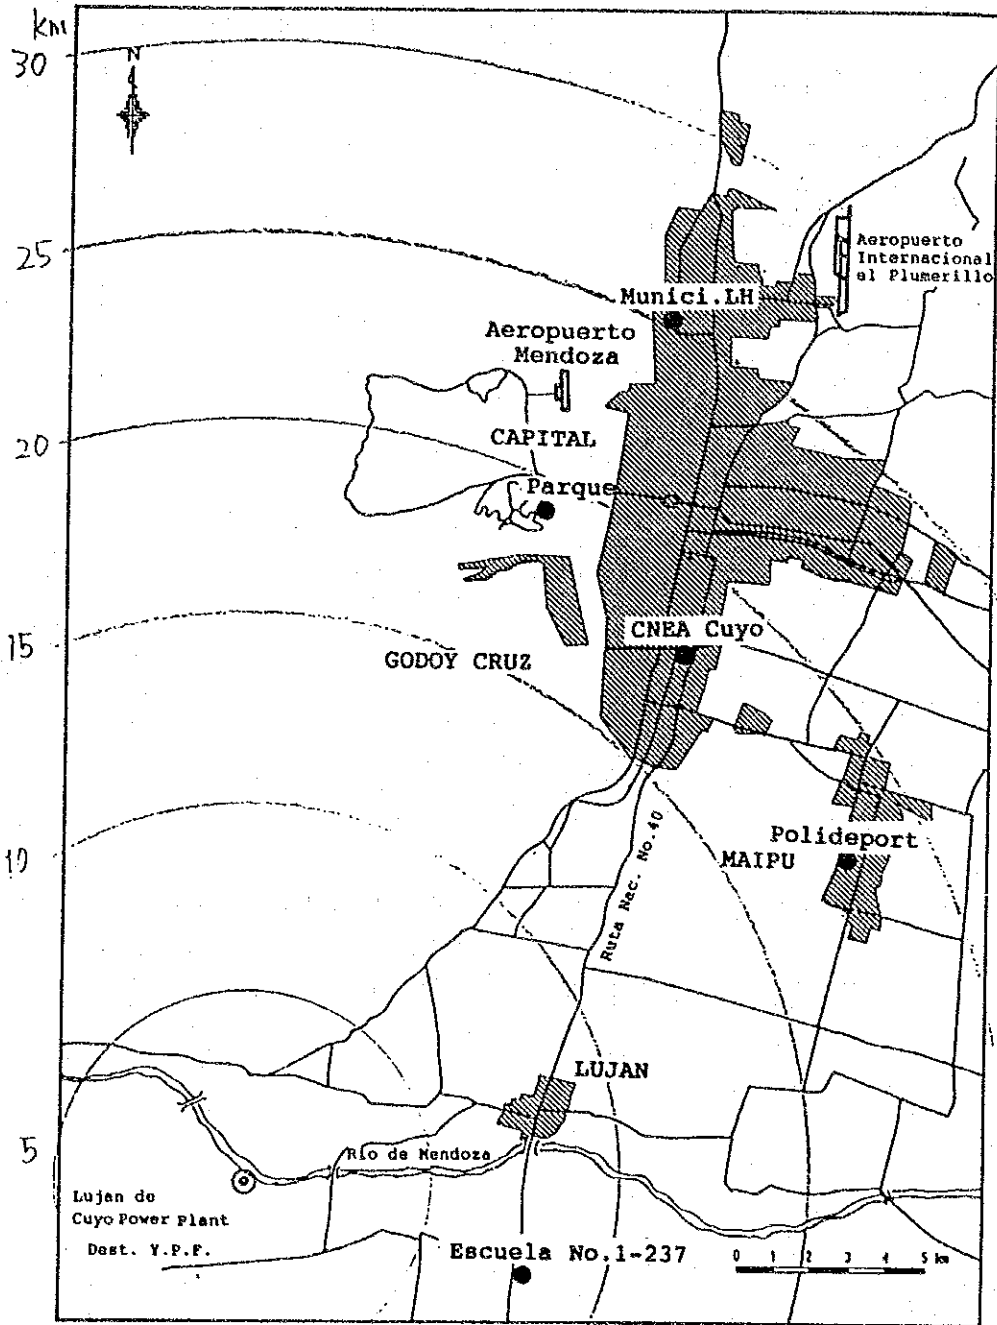 km
30
N
25
Aeropuerto
Internacional
el Plumerillo
Munici.LH
Aeropuerto
Mendoza
20
CAPITAL
Parque
15
CNEA Cuyo
GODOY CRUZ
10
Polideport
MAIPU
Ruta Nac. No.40
LUJAN
5
Río de Mendoza
Lujan de
Cuyo Power Plant
Dest. Y.P.F.
Escuela No.1-237
0 1 2 3 4 5 km